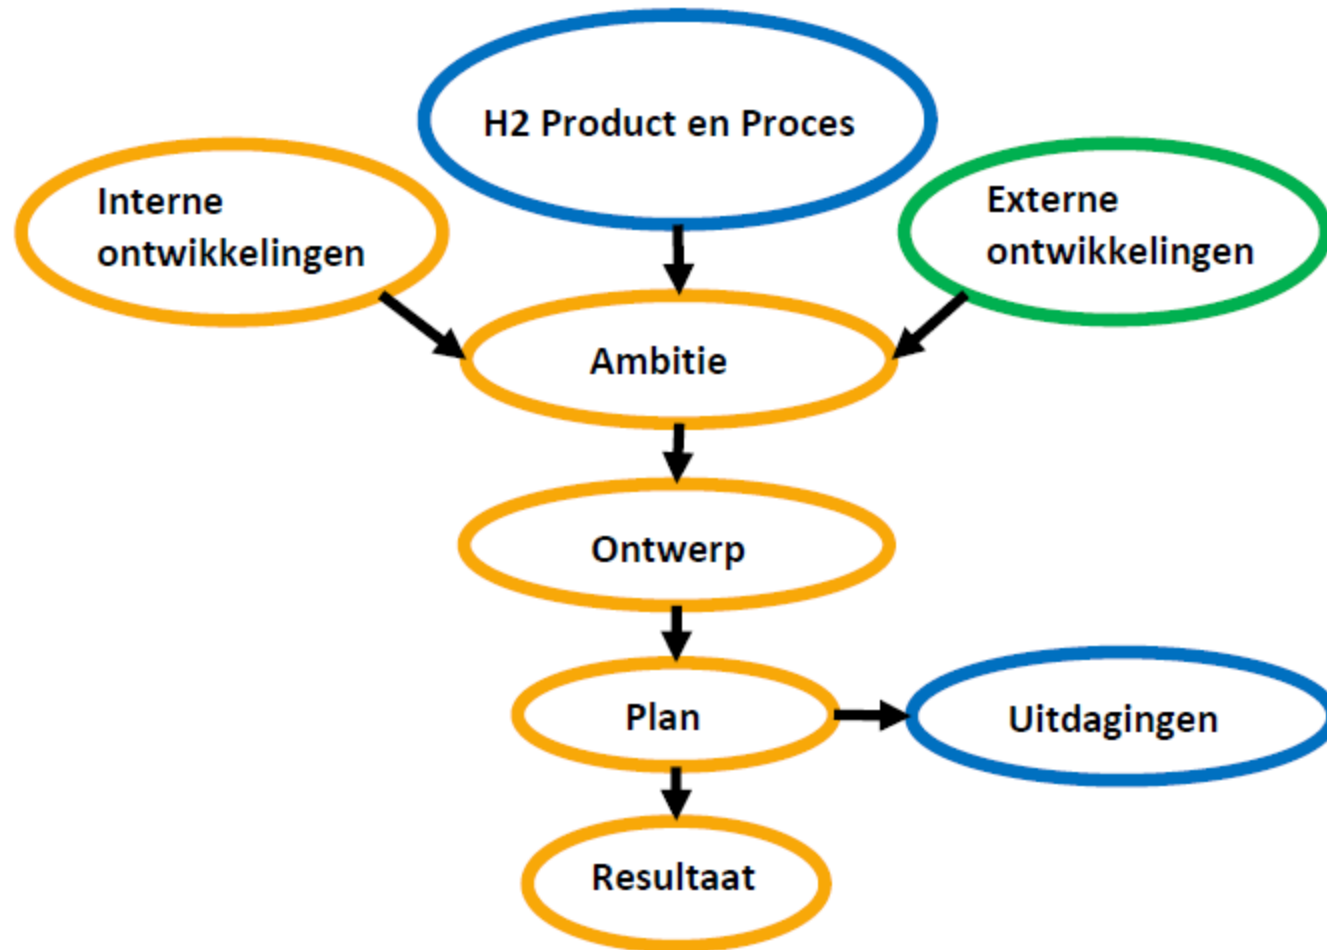 H2 Product en Proces
Interne
ontwikkelingen
Externe
ontwikkelingen
Ambitie
Ontwerp
Plan
Uitdagingen
Resultaat